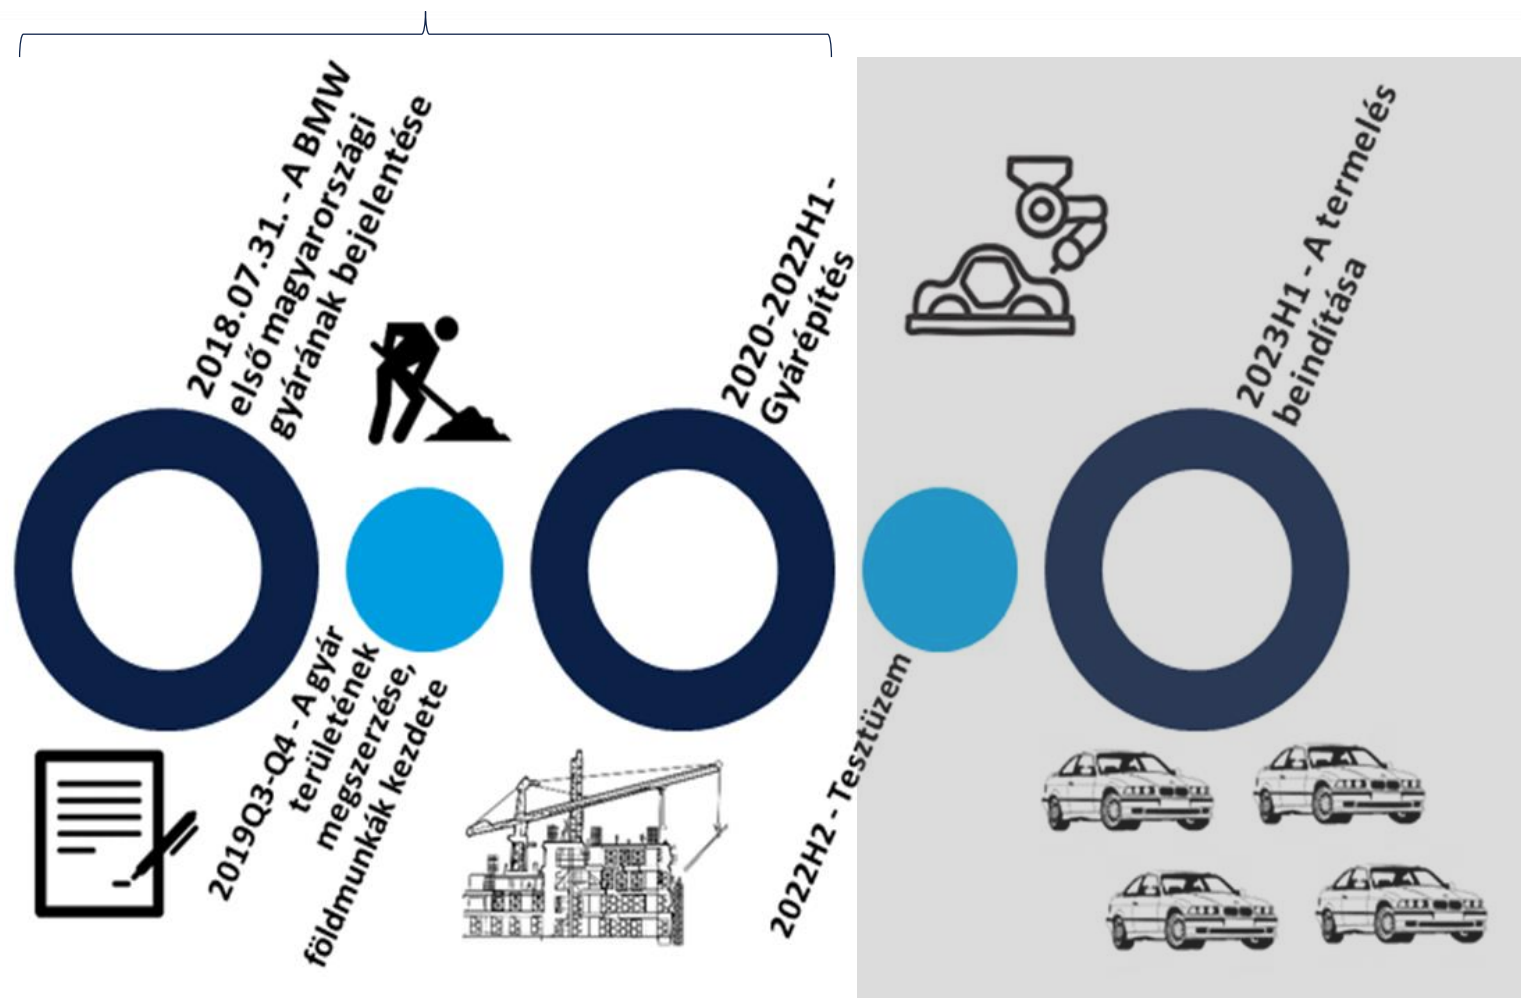 2018.07.31. - A BMW
első magyarországi
gyárának bejelentése
2019Q3-Q4 - A gyár
területének
megszerzése,
földmunkák kezdete
2020-2022H1 -
Gyárépítés
2022H2 - Tesztüzem
2023H1 - A termelés
beindítása